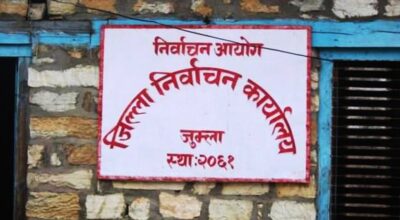 निर्वाचन आयोग
जिल्ला निर्वाचन कार्यालय
जुम्ला
स्था:२०६१